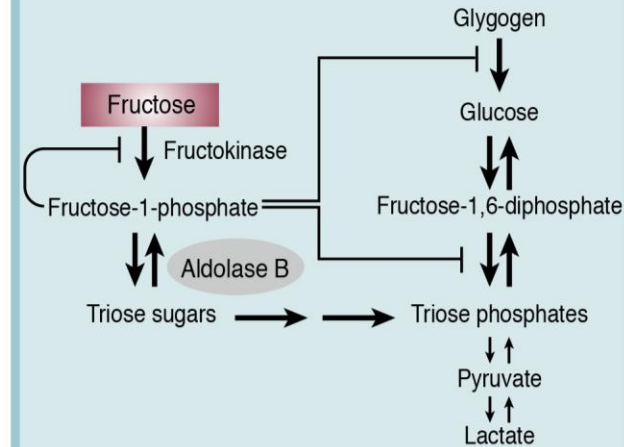 Glygogen
Fructose
Glucose
Fructokinase
Fructose-1-phosphate
Fructose-1,6-diphosphate
Aldolase B
Triose sugars
Triose phosphates
Pyruvate
Lactate